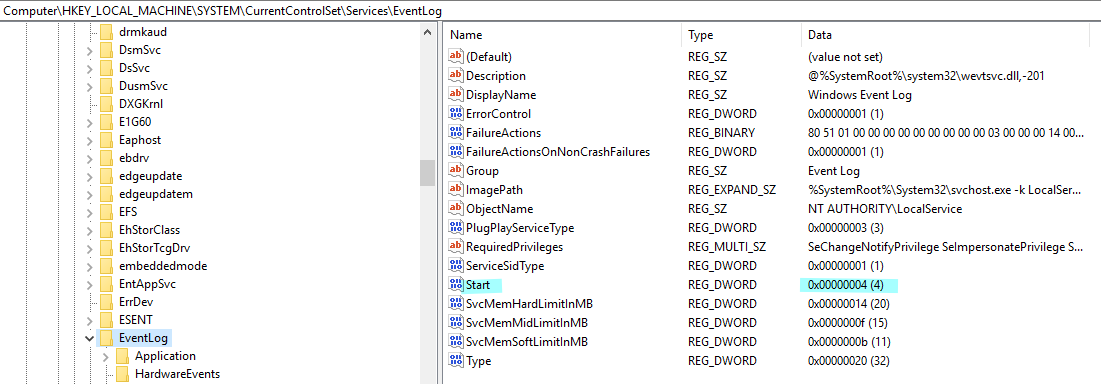 Computer\HKEY_LOCAL_MACHINE\SYSTEM\CurrentControlSet\Services\EventLog
drmkaud
DsmSvc
DsSvc
DusmSvc
DXGKrnl
E1G60
Eaphost
ebdrv
edgeupdate
edgeupdatem
EFS
EhStorClass
EhStorTcgDrv
embeddedmode
EntAppSvc
ErrDev
ESENT
EventLog
Application
HardwareEvents
Name Type Data
(Default) REG_SZ (value not set)
Description REG_SZ @%SystemRoot%\system32\wevtsvc.dll,-201
DisplayName REG_SZ Windows Event Log
ErrorControl REG_DWORD 0x00000001 (1)
FailureActions REG_BINARY 80 51 01 00 00 00 00 00 00 00 00 00 03 00 00 00 14 00...
FailureActionsOnNonCrashFailures REG_DWORD 0x00000001 (1)
Group REG_SZ Event Log
ImagePath REG_EXPAND_SZ %SystemRoot%\System32\svchost.exe -k LocalSer...
ObjectName REG_SZ NT AUTHORITY\LocalService
PlugPlayServiceType REG_DWORD 0x00000003 (3)
RequiredPrivileges REG_MULTI_SZ SeChangeNotifyPrivilege SeImpersonatePrivilege S...
ServiceSidType REG_DWORD 0x00000001 (1)
Start REG_DWORD 0x00000004 (4)
SvcMemHardLimitInMB REG_DWORD 0x00000014 (20)
SvcMemMidLimitInMB REG_DWORD 0x0000000f (15)
SvcMemSoftLimitInMB REG_DWORD 0x0000000b (11)
Type REG_DWORD 0x00000020 (32)